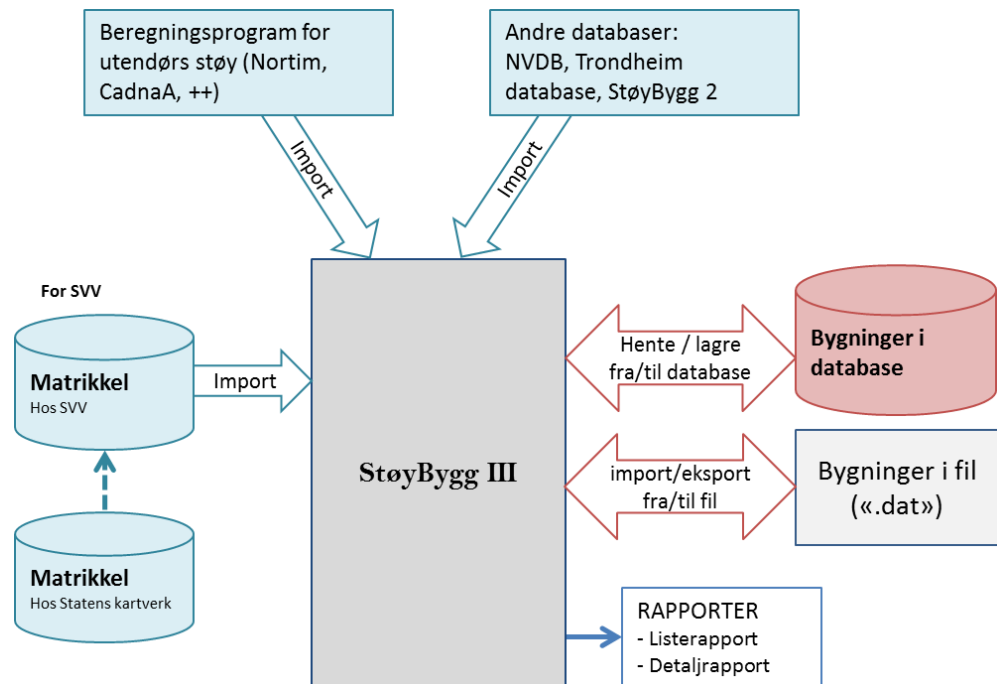 Beregningsprogram for
utendørs støy (Nortim,
CadnaA, ++)
Andre databaser:
NVDB, Trondheim
database, StøyBygg 2
Import
Import
For SVV
Matrikkel
Hos SVV
Import
Matrikkel
Hos Statens kartverk
StøyBygg III
Hente / lagre
fra/til database
Bygninger i
database
import/eksport
fra/til fil
Bygninger i fil
(«.dat»)
RAPPORTER
- Listerapport
- Detaljrapport